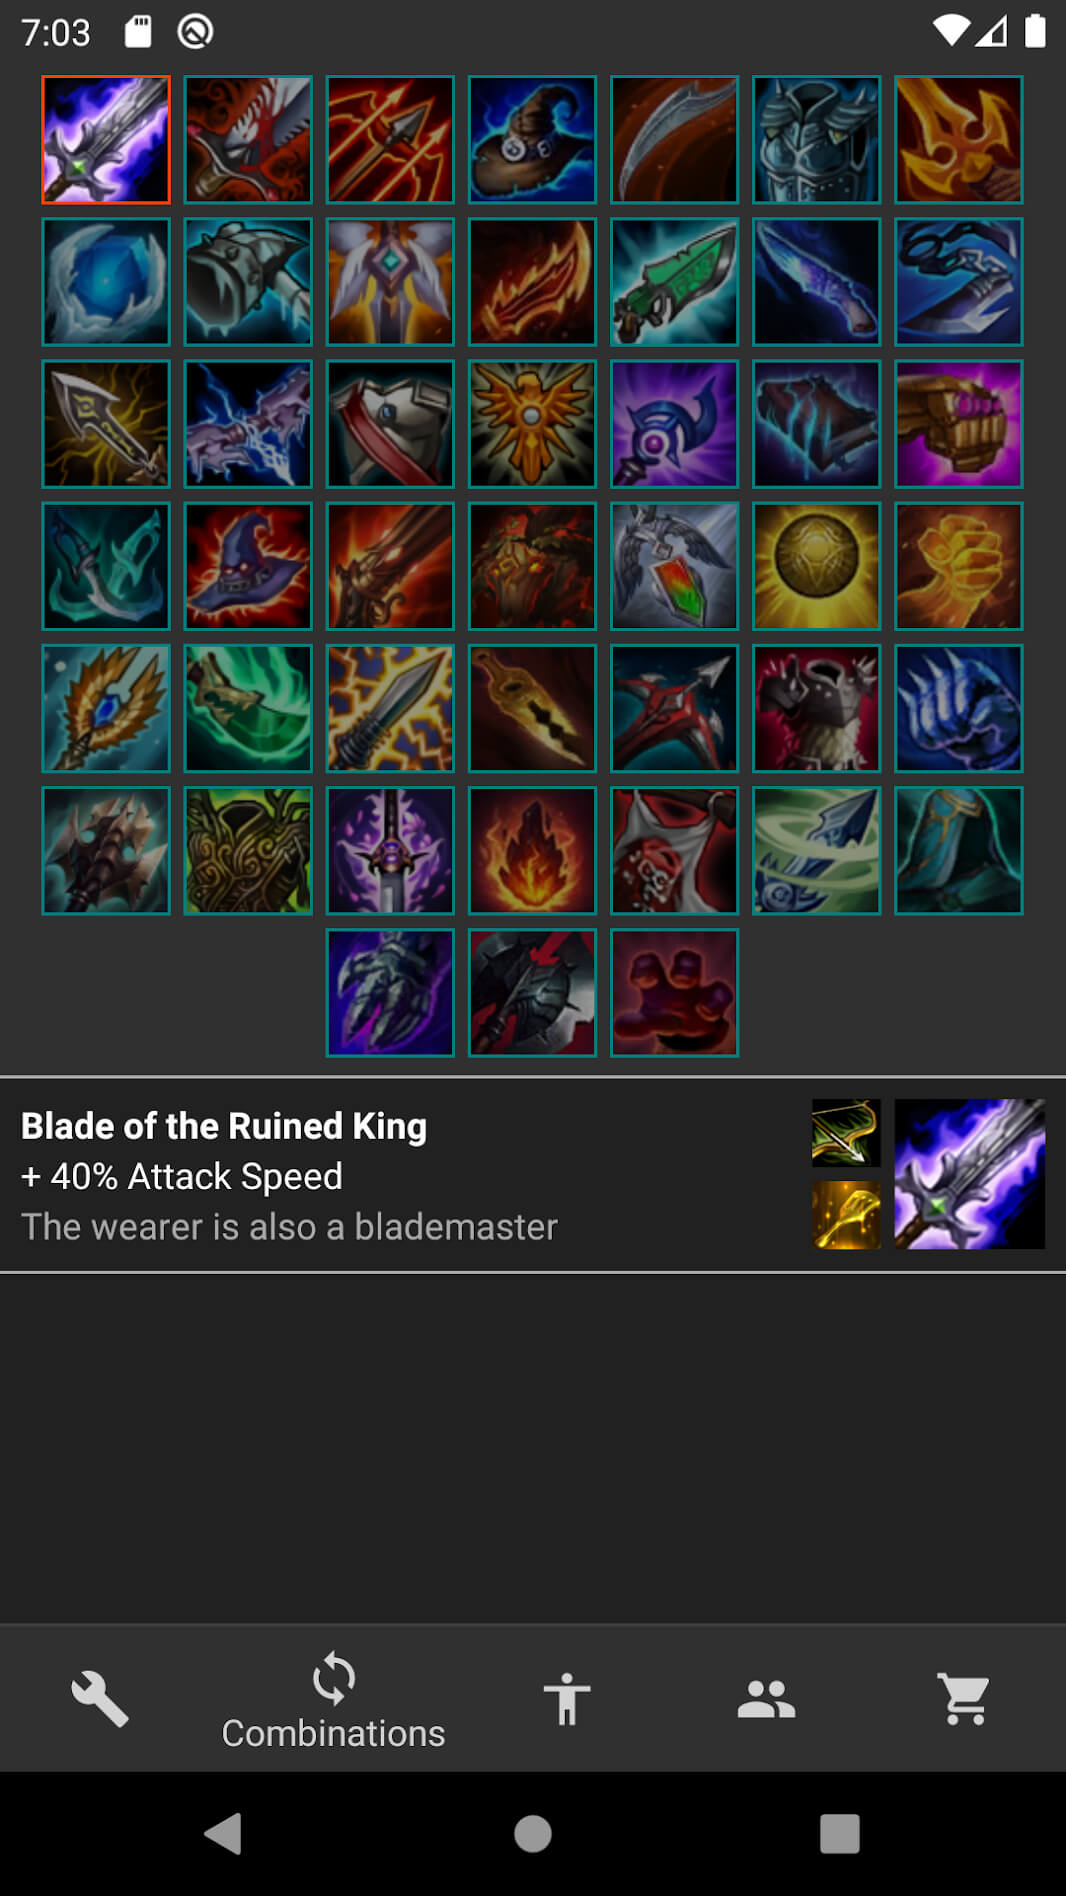 7:03
Blade of the Ruined King
+ 40% Attack Speed
The wearer is also a blademaster
Combinations